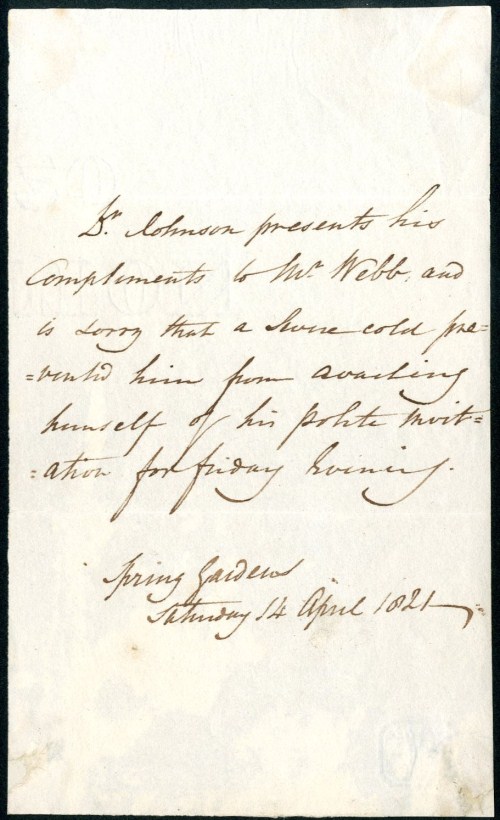 Dr. Johnson presents his
Compliments to Mr Webb, and
is sorry that a severe cold pre=
=vented him from availing
himself of his polite invit=
=ation for friday Evening.
Spring Gardens
Saturday 14 April 1821